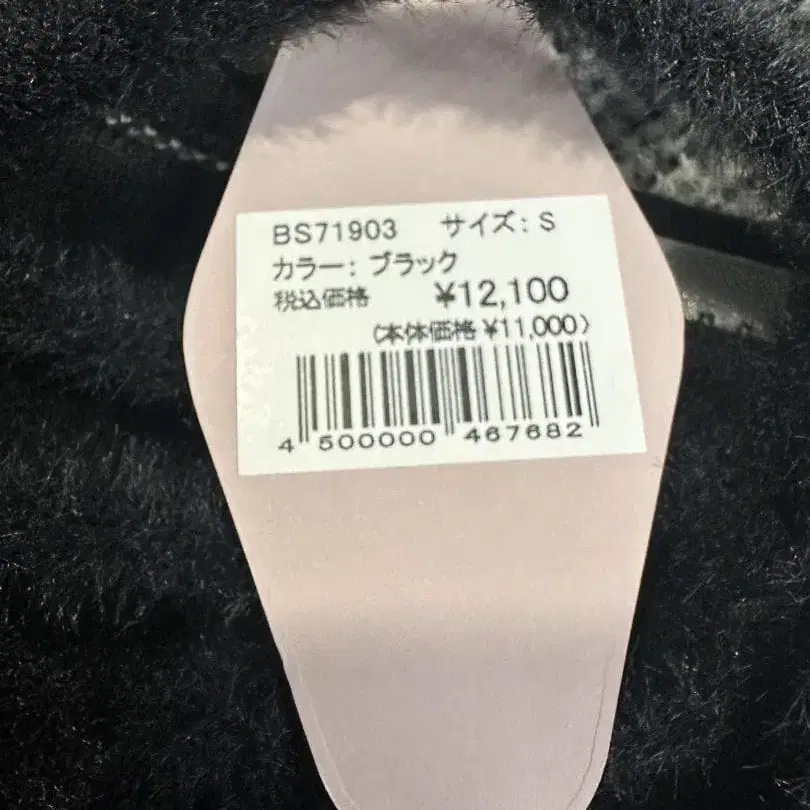 BS71903 サイズ: S
カラー: ブラック
税込価格 ¥12,100
(本体価格 ¥11,000)
4 500000 467682